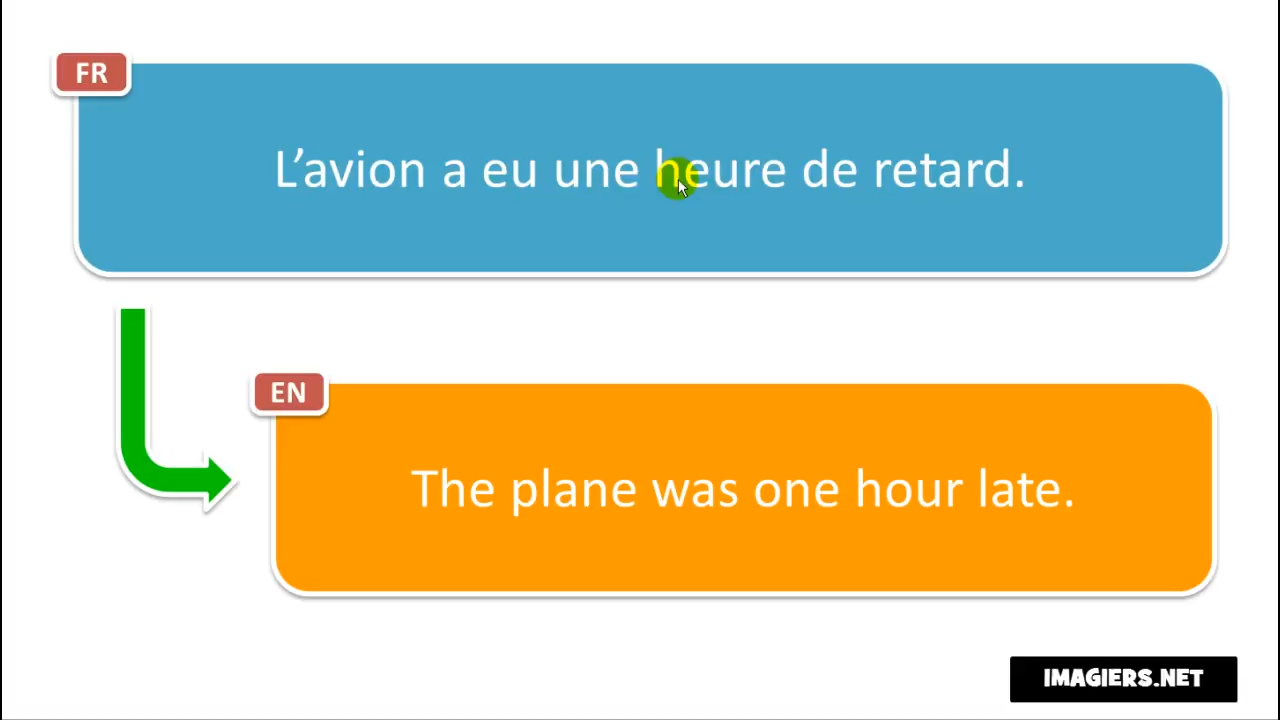 FR
L’avion a eu une heure de retard.
EN
The plane was one hour late.
IMAGIERS.NET